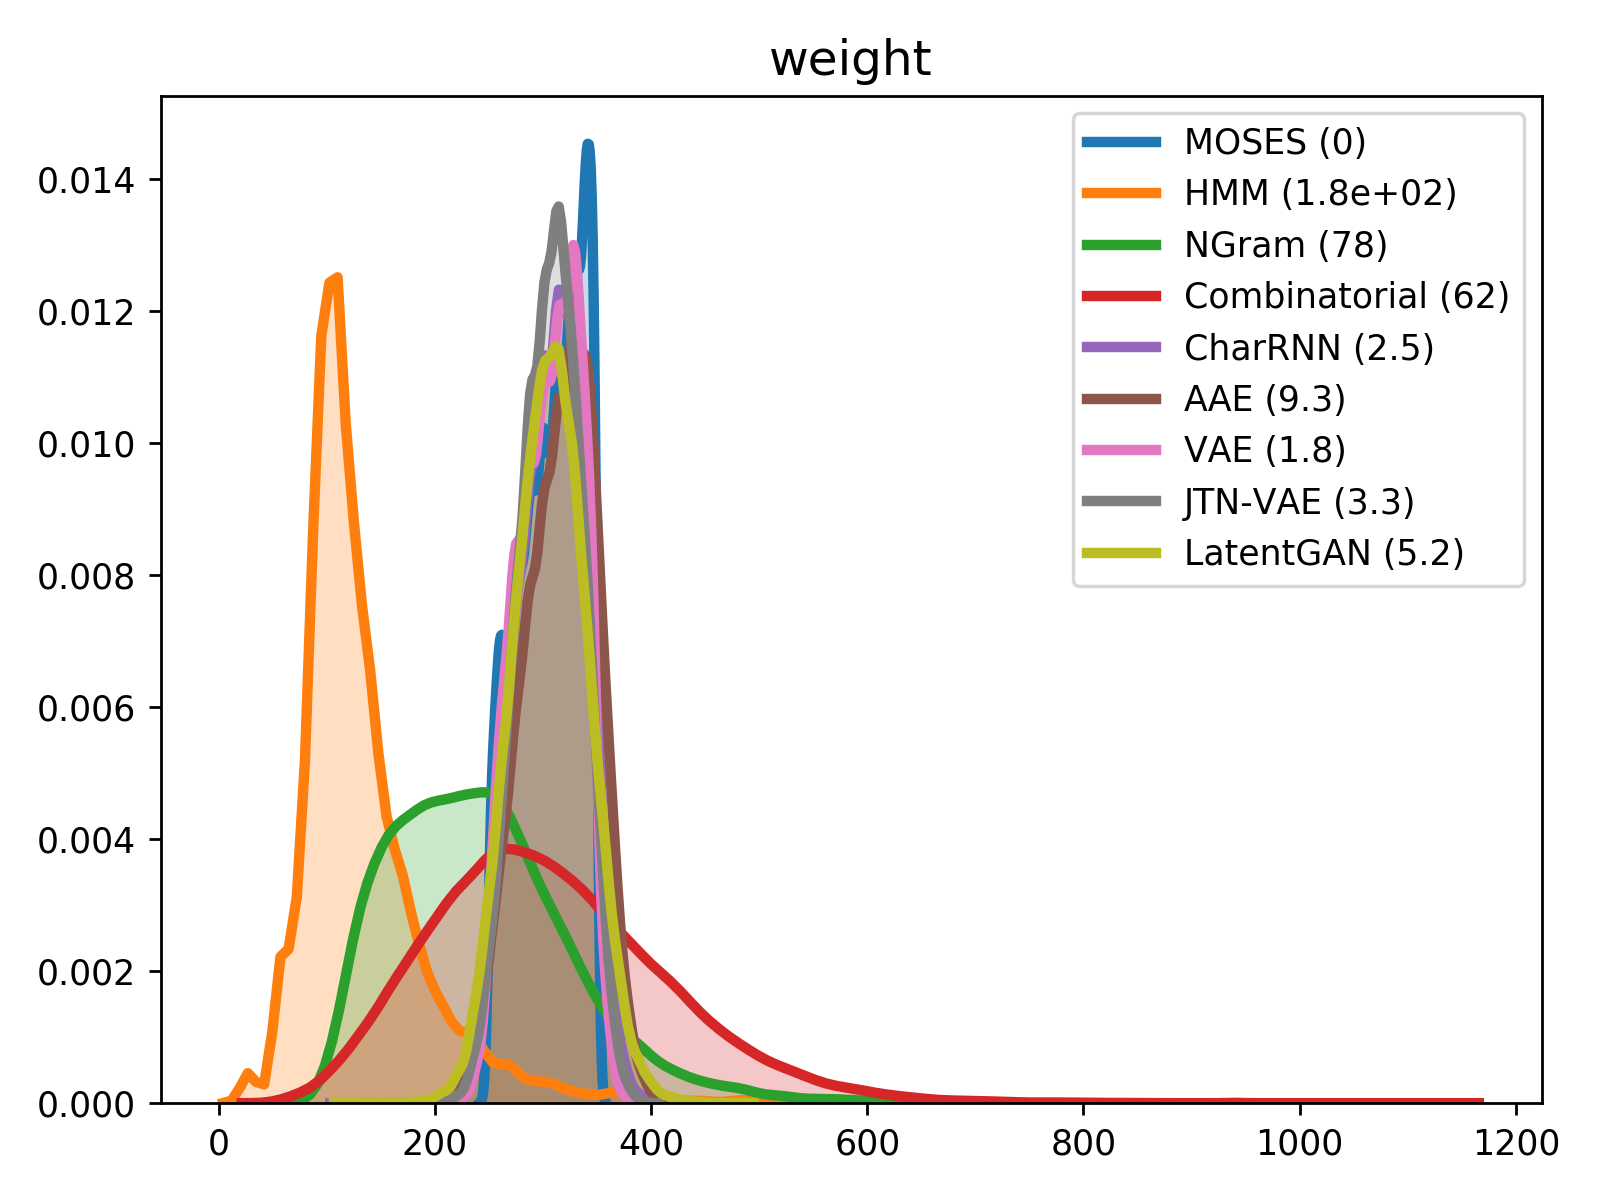 weight
0.014
0.012
0.010
0.008
0.006
0.004
0.002
0.000
0 200 400 600 800 1000 1200
MOSES (0)
HMM (1.8e+02)
NGram (78)
Combinatorial (62)
CharRNN (2.5)
AAE (9.3)
VAE (1.8)
JTN-VAE (3.3)
LatentGAN (5.2)